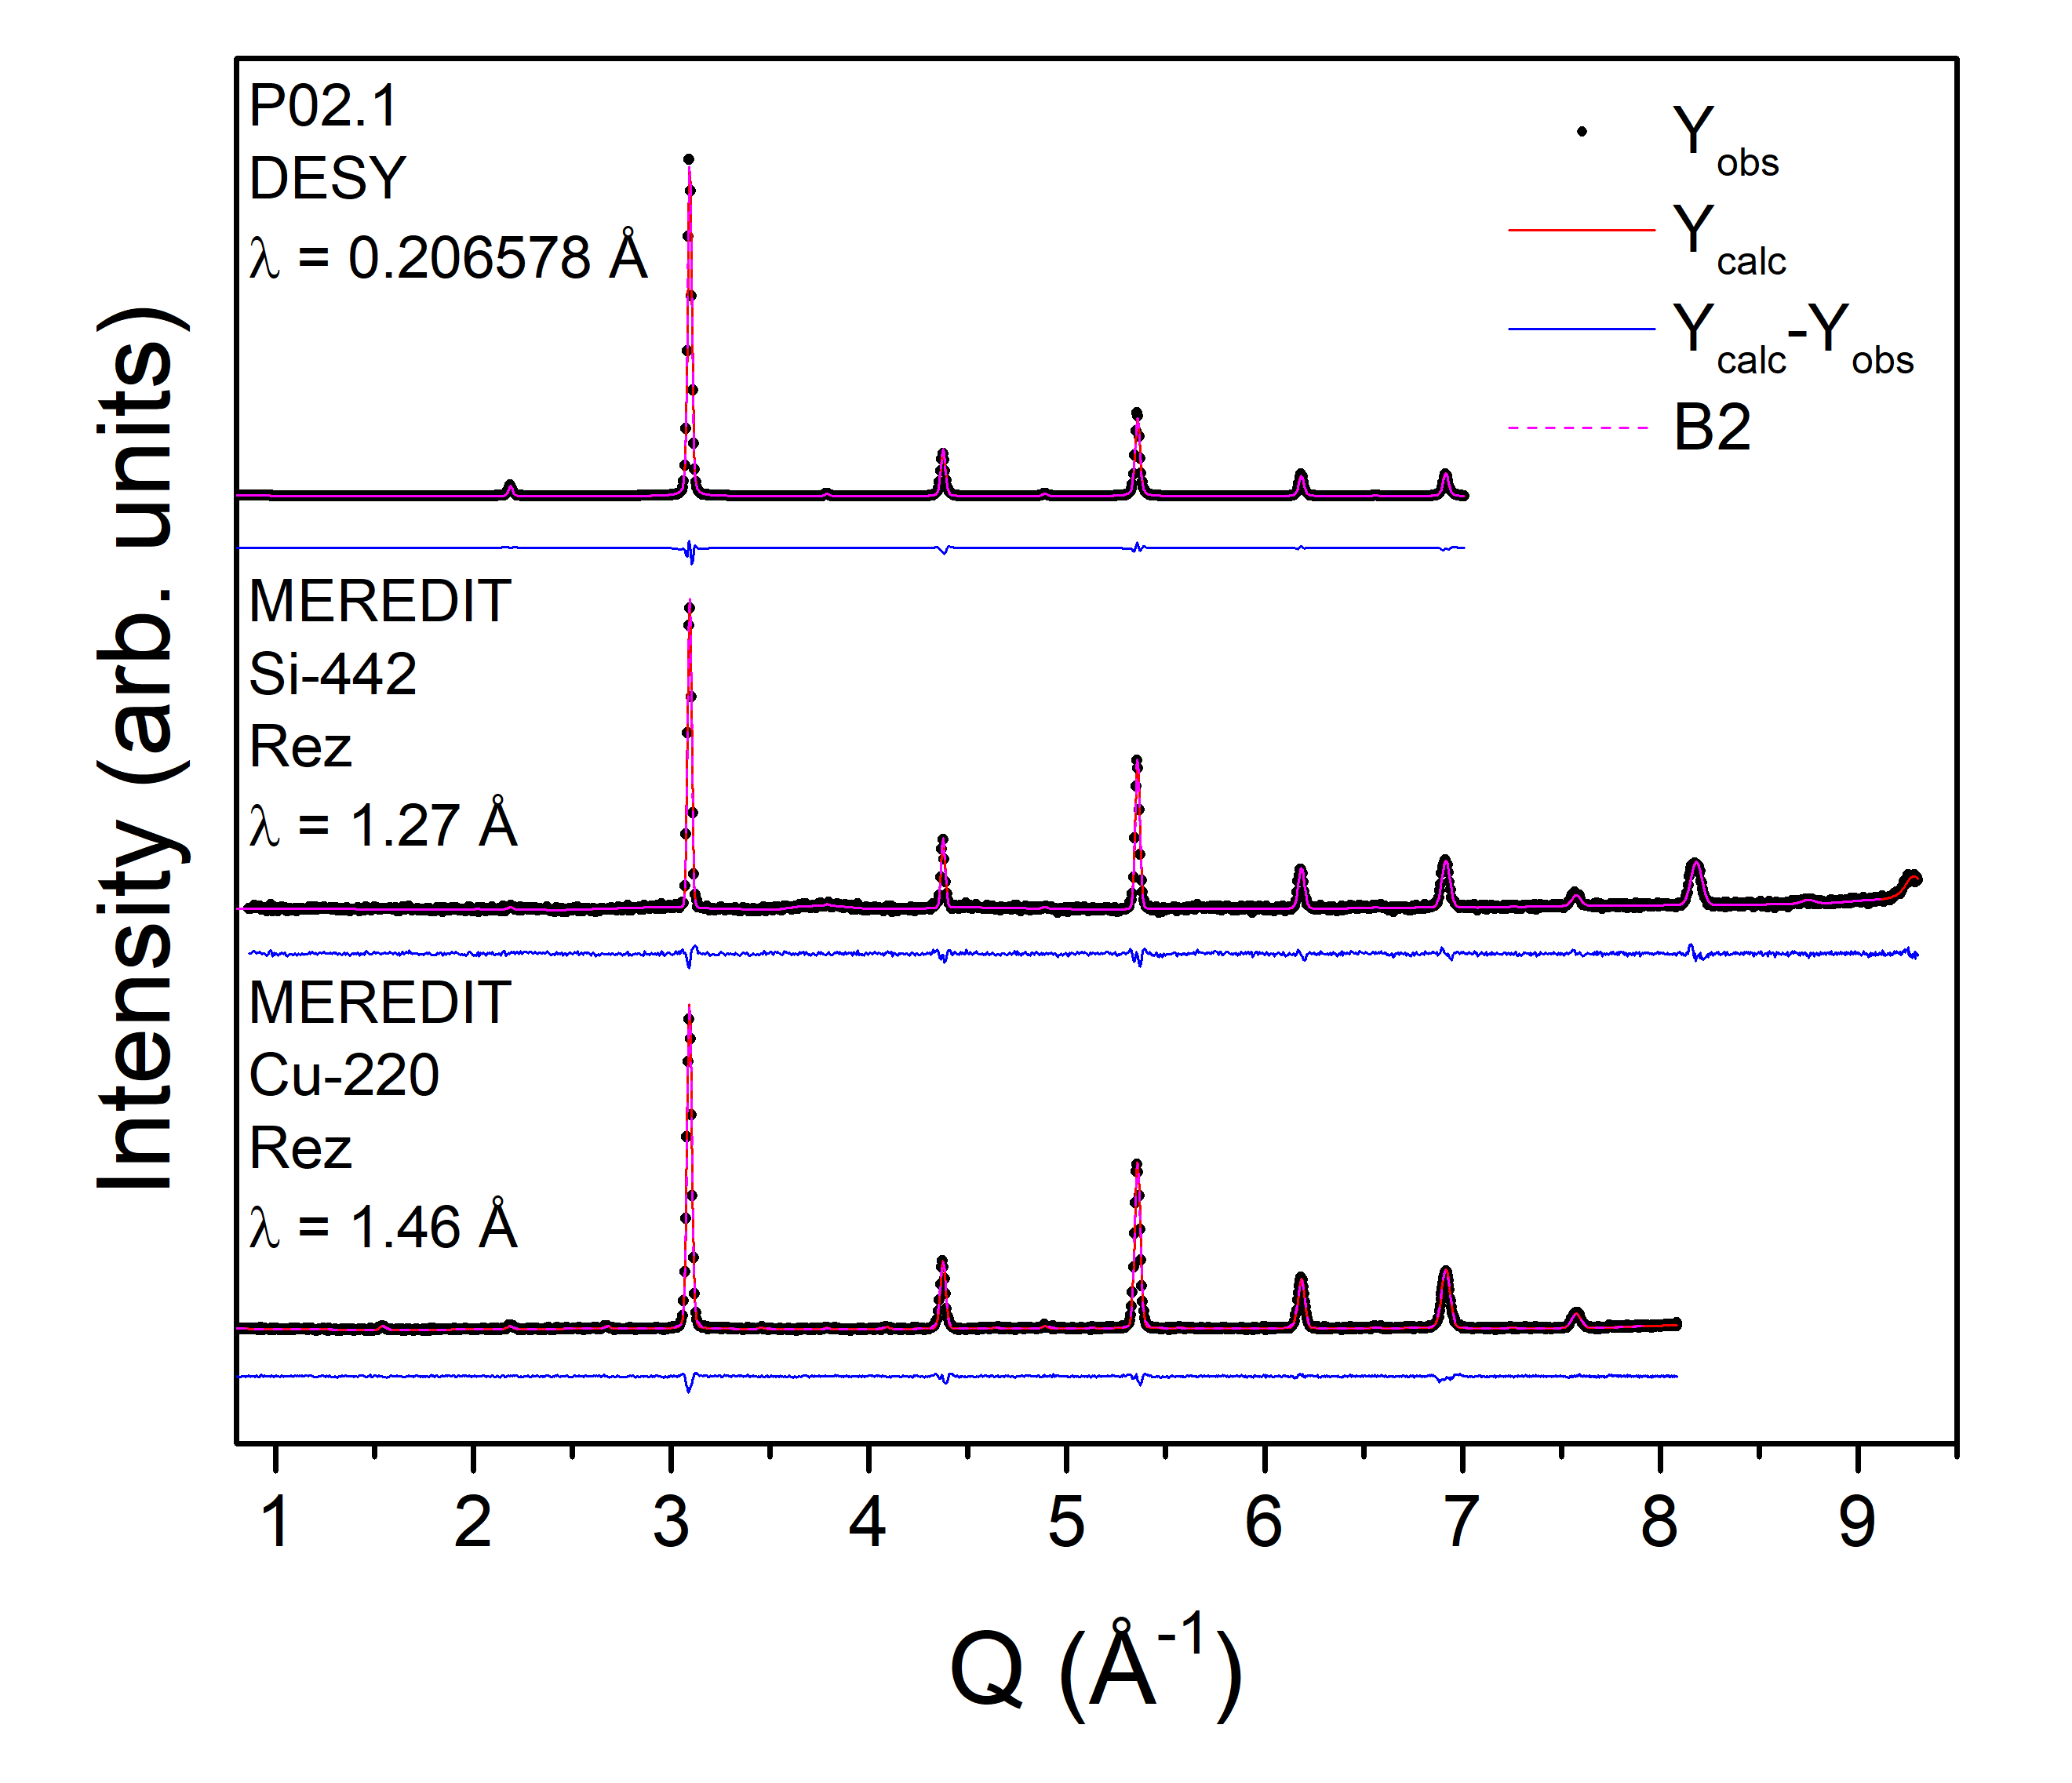 P02.1
DESY
λ = 0.206578 Å
Y_obs
Y_calc
Y_calc-Y_obs
B2
MEREDIT
Si-442
Rez
λ = 1.27 Å
MEREDIT
Cu-220
Rez
λ = 1.46 Å
Intensity (arb. units)
1 2 3 4 5 6 7 8 9
Q (Å⁻¹)